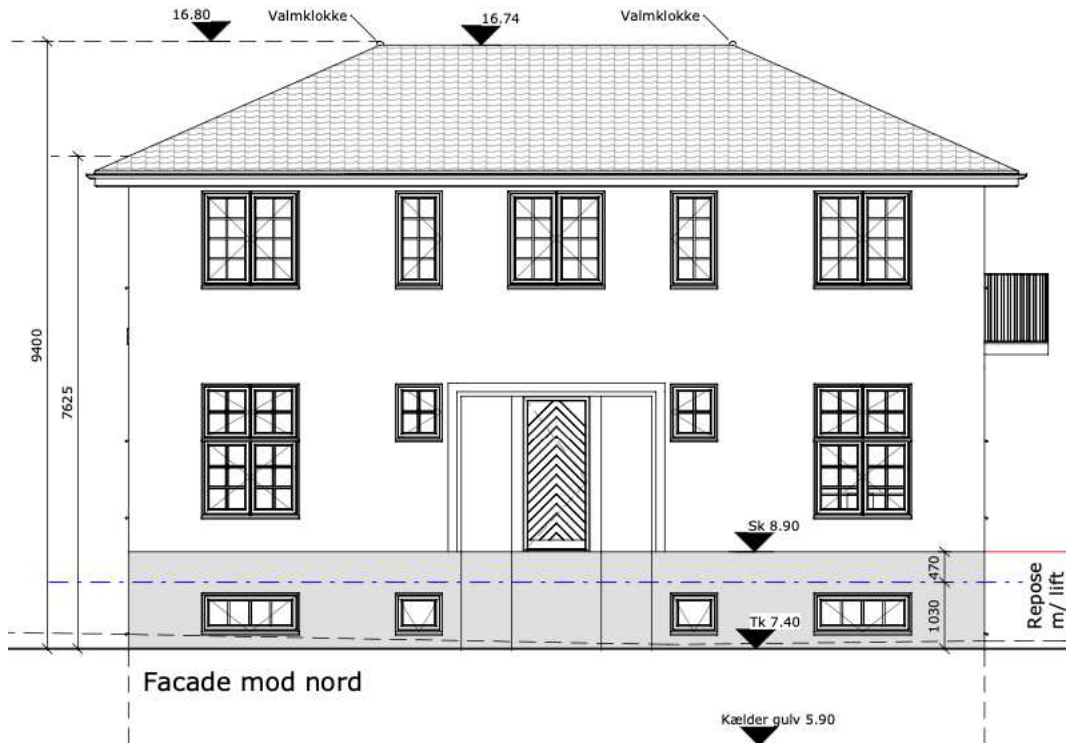 16.80
Valmklokke
16.74
Valmklokke
9400
7625
Sk 8.90
470
Repose
m/ lift
1030
Tk 7.40
Facade mod nord
Kælder gulv 5.90